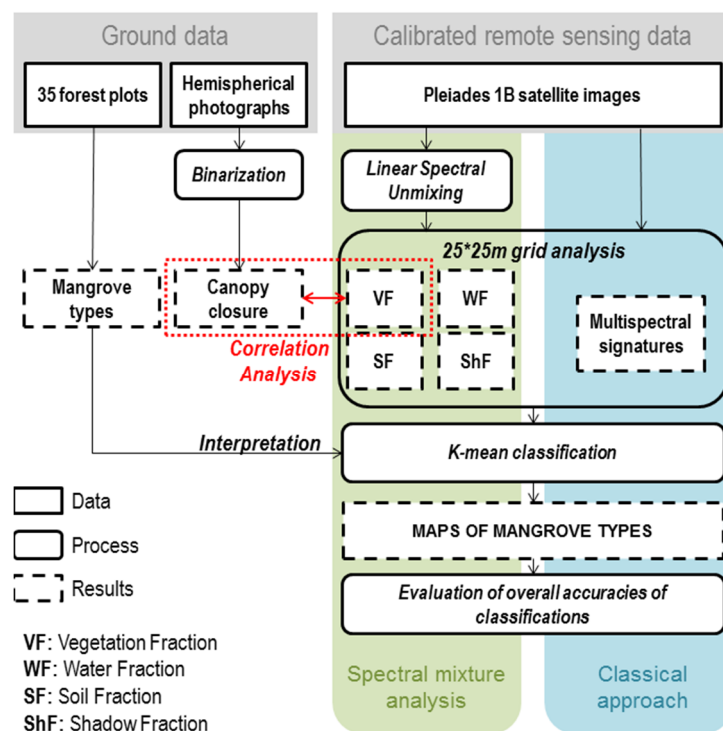 Ground data
Calibrated remote sensing data
35 forest plots
Hemispherical
photographs
Pleiades 1B satellite images
Binarization
Linear Spectral
Unmixing
25*25m grid analysis
Mangrove
types
Canopy
closure
VF
WF
Multispectral
signatures
Correlation
Analysis
SF
ShF
Interpretation
K-mean classification
Data
Process
Results
MAPS OF MANGROVE TYPES
Evaluation of overall accuracies of
classifications
VF: Vegetation Fraction
WF: Water Fraction
SF: Soil Fraction
ShF: Shadow Fraction
Spectral mixture
analysis
Classical
approach